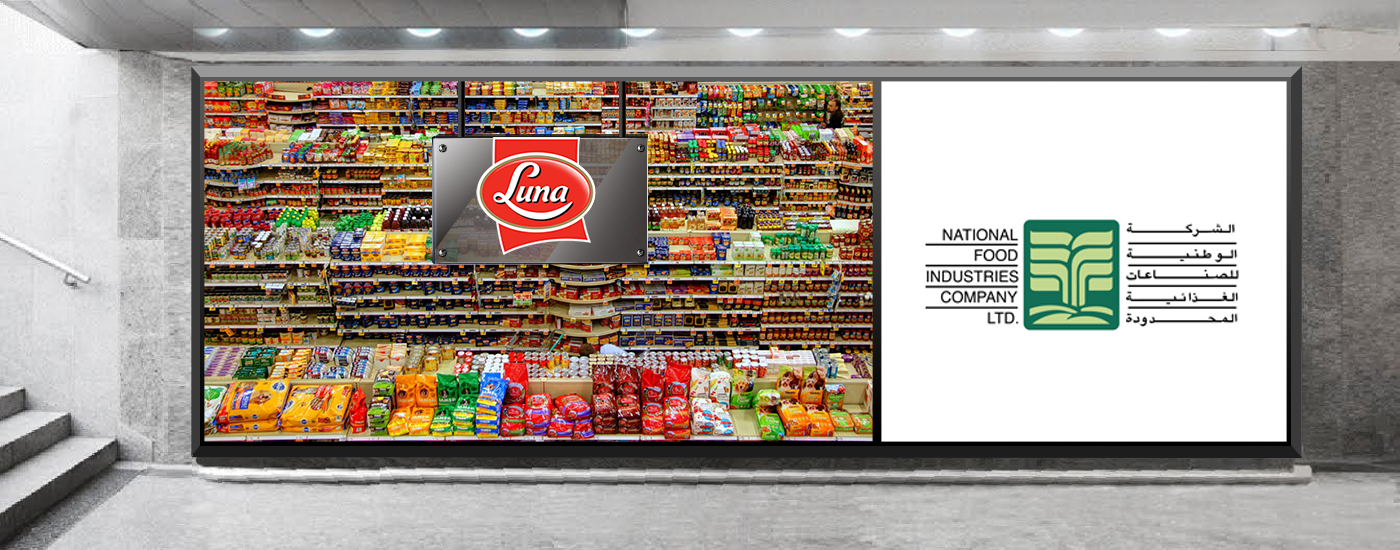 Luna
NATIONAL
FOOD
INDUSTRIES
COMPANY
LTD.
الشركة
الوطنية
للصناعات
الغذائية
المحدودة